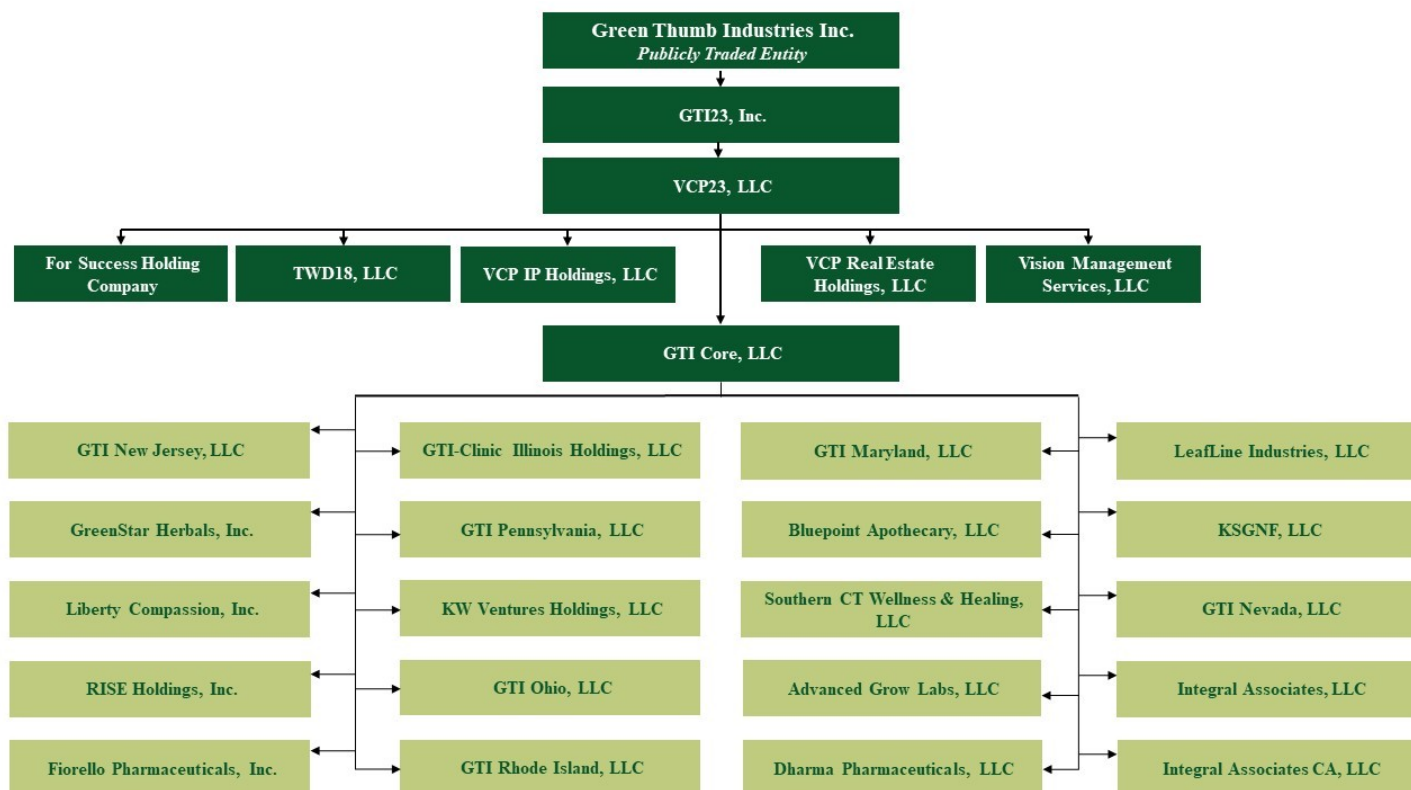 Green Thumb Industries Inc.
Publicly Traded Entity
GTI23, Inc.
VCP23, LLC
For Success Holding
Company
TWD18, LLC
VCP IP Holdings, LLC
VCP Real Estate
Holdings, LLC
Vision Management
Services, LLC
GTI Core, LLC
GTI New Jersey, LLC
GTI-Clinic Illinois Holdings, LLC
GTI Maryland, LLC
LeafLine Industries, LLC
GreenStar Herbals, Inc.
GTI Pennsylvania, LLC
Bluepoint Apothecary, LLC
KSGNF, LLC
Liberty Compassion, Inc.
KW Ventures Holdings, LLC
Southern CT Wellness & Healing,
LLC
GTI Nevada, LLC
RISE Holdings, Inc.
GTI Ohio, LLC
Advanced Grow Labs, LLC
Integral Associates, LLC
Fiorello Pharmaceuticals, Inc.
GTI Rhode Island, LLC
Dharma Pharmaceuticals, LLC
Integral Associates CA, LLC